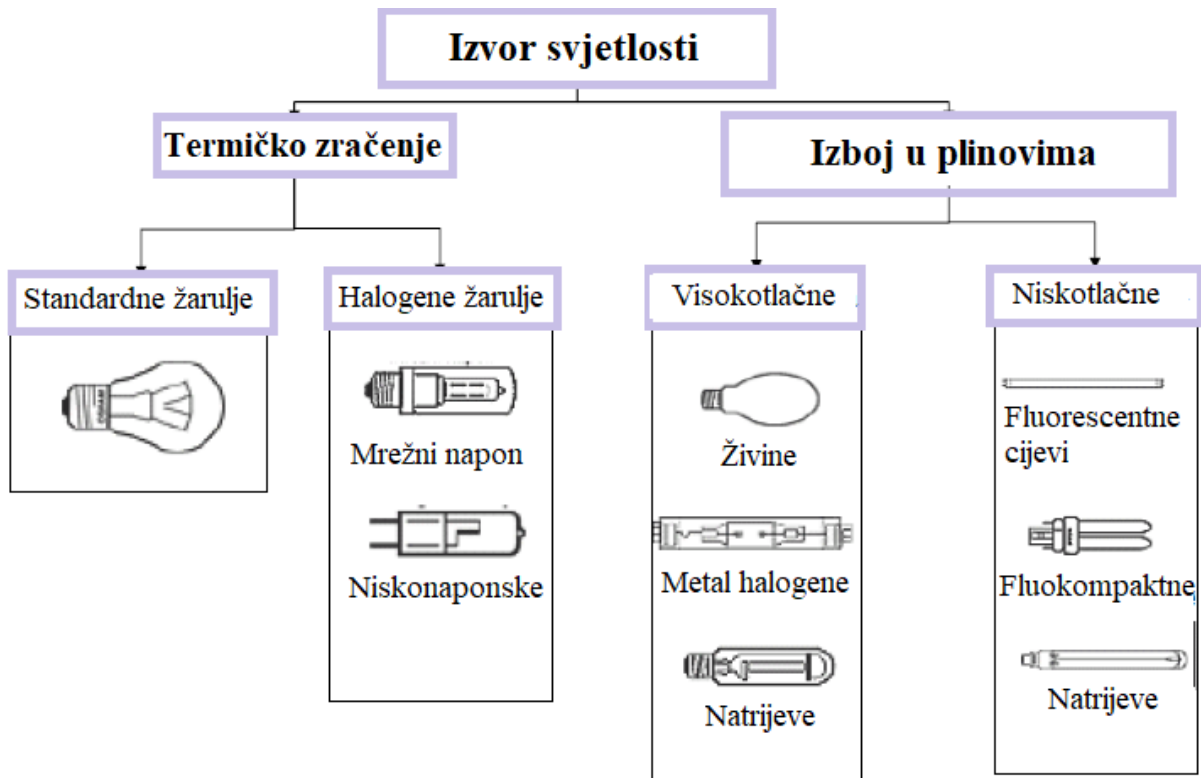 Izvor svjetlosti
Termičko zračenje
Izboj u plinovima
Standardne žarulje
Halogene žarulje
Mrežni napon
Niskonaponske
Visokotlačne
Živine
Metal halogene
Natrijeve
Niskotlačne
Fluorescentne
cijevi
Fluokompaktne
Natrijeve